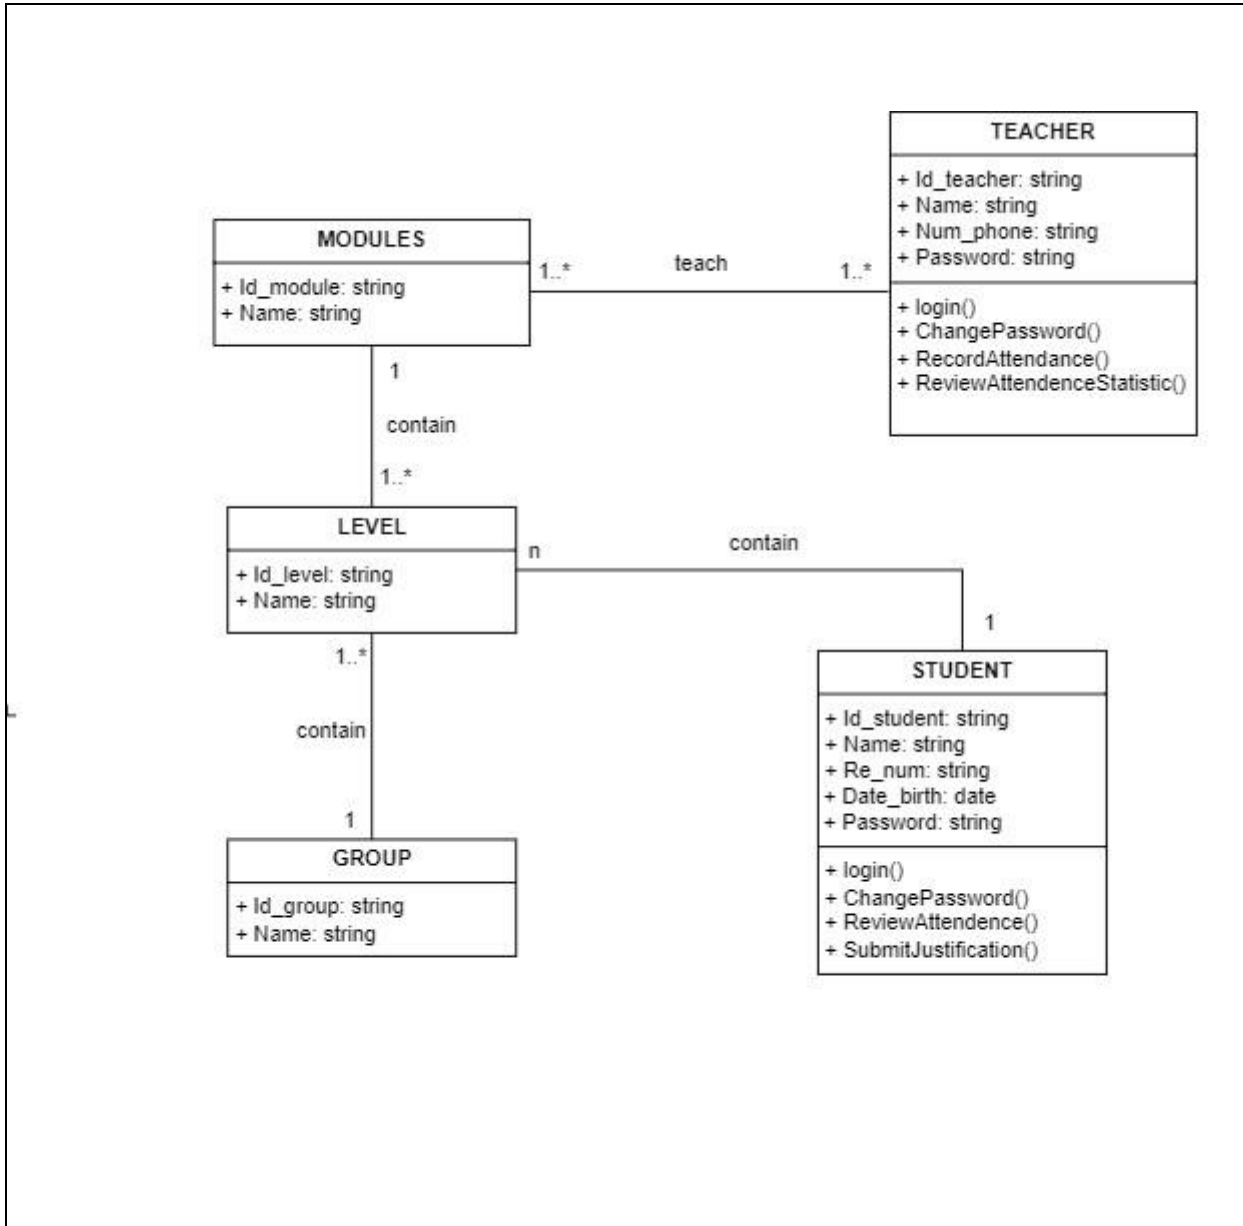 TEACHER
+ Id_teacher: string
+ Name: string
+ Num_phone: string
+ Password: string
+ login()
+ ChangePassword()
+ RecordAttendance()
+ ReviewAttendenceStatistic()
MODULES
+ Id_module: string
+ Name: string
1..*
teach
1..*
1
contain
1..*
LEVEL
+ Id_level: string
+ Name: string
n
contain
1
1..*
contain
1
STUDENT
+ Id_student: string
+ Name: string
+ Re_num: string
+ Date_birth: date
+ Password: string
+ login()
+ ChangePassword()
+ ReviewAttendence()
+ SubmitJustification()
GROUP
+ Id_group: string
+ Name: string